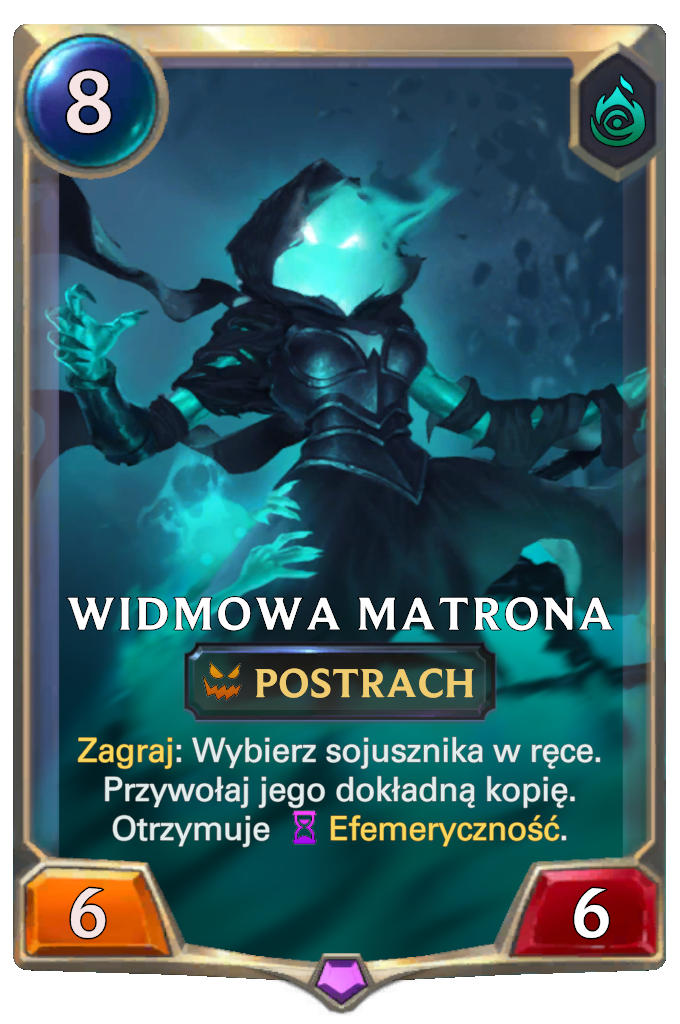 8
WIDMOWA MATRONA
POSTRACH
Zagraj: Wybierz sojusznika w ręce.
Przywołaj jego dokładną kopię.
Otrzymuje Efemeryczność.
6
6